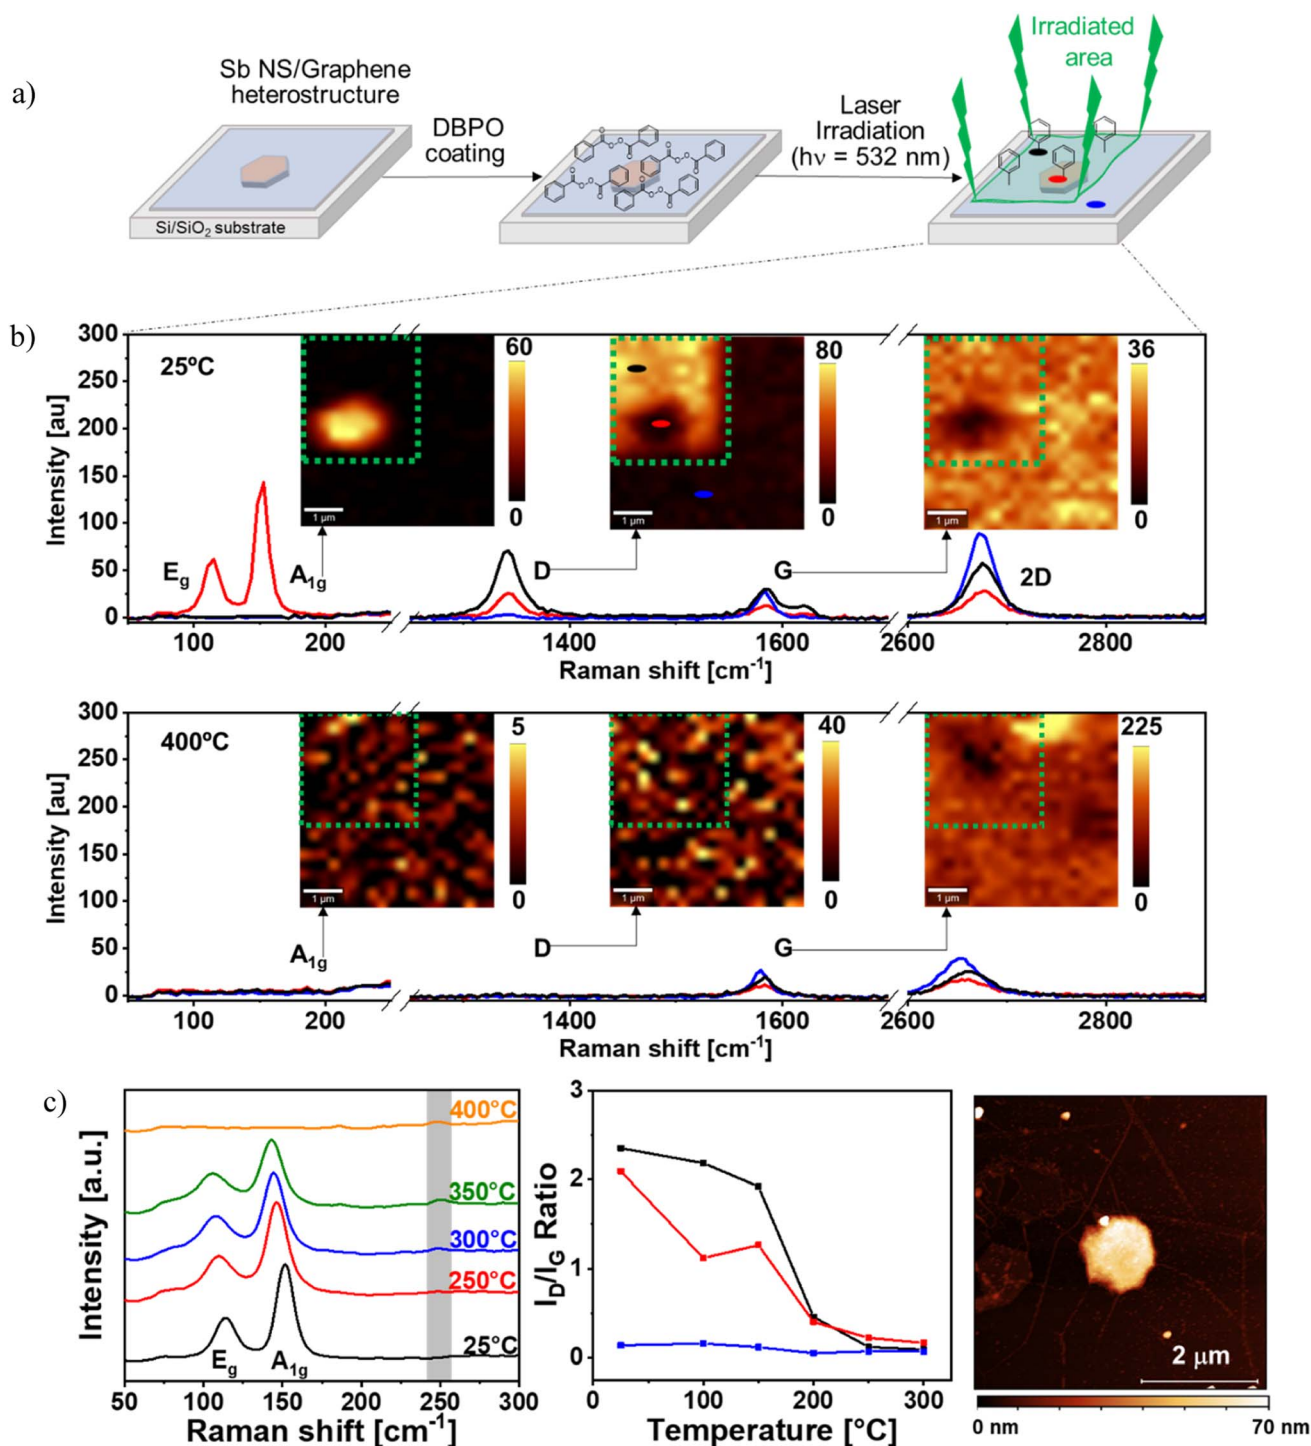 a)
Sb NS/Graphene
heterostructure
Si/SiO₂ substrate
DBPO
coating
Laser
Irradiation
(hν = 532 nm)
Irradiated
area
b)
300
250
200
150
100
50
0
Intensity [au]
25ºC
60
0
80
0
36
0
1 µm
1 µm
1 µm
Eg
A1g
D
G
2D
100
200
1400
1600
2600
2800
Raman shift [cm-1]
300
250
200
150
100
50
0
Intensity [au]
400ºC
5
0
40
0
225
0
1 µm
1 µm
1 µm
A1g
D
G
100
200
1400
1600
2600
2800
Raman shift [cm-1]
c)
Intensity [a.u.]
400°C
350°C
300°C
250°C
25°C
Eg
A1g
50
100
150
200
250
300
Raman shift [cm-1]
ID/IG Ratio
3
2
1
0
0
100
200
300
Temperature [°C]
2 µm
0 nm
70 nm